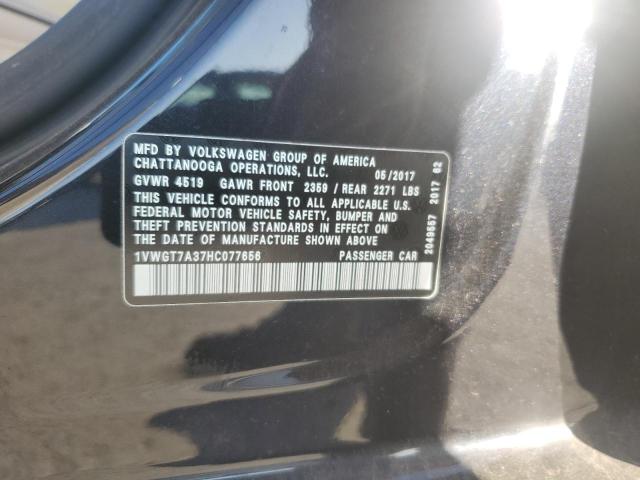 MFD BY VOLKSWAGEN GROUP OF AMERICA
CHATTANOOGA OPERATIONS, LLC. 05/2017
GVWR 4519 GAWR FRONT 2359 / REAR 2271 LBS
THIS VEHICLE CONFORMS TO ALL APPLICABLE U.S.
FEDERAL MOTOR VEHICLE SAFETY, BUMPER AND
THEFT PREVENTION STANDARDS IN EFFECT
ON THE DATE OF MANUFACTURE SHOWN ABOVE.
1VWGT7A37HC077656 PASSENGER CAR
2049557 2017 62